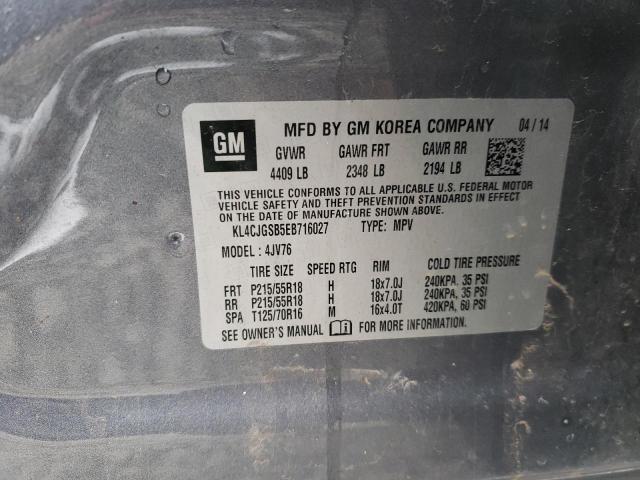 GM MFD BY GM KOREA COMPANY 04/14
GVWR GAWR FRT GAWR RR
4409 LB 2348 LB 2194 LB
THIS VEHICLE CONFORMS TO ALL APPLICABLE U.S. FEDERAL MOTOR
VEHICLE SAFETY AND THEFT PREVENTION STANDARDS IN EFFECT
ON THE DATE OF MANUFACTURE SHOWN ABOVE.
KL4CJGSB5EB716027 TYPE: MPV
MODEL: 4JV76
TIRE SIZE SPEED RTG RIM COLD TIRE PRESSURE
FRT P215/55R18 H 18x7.0J 240KPA, 35 PSI
RR P215/55R18 H 18x7.0J 240KPA, 35 PSI
SPA T125/70R16 M 16x4.0T 420KPA, 60 PSI
SEE OWNER'S MANUAL FOR MORE INFORMATION.